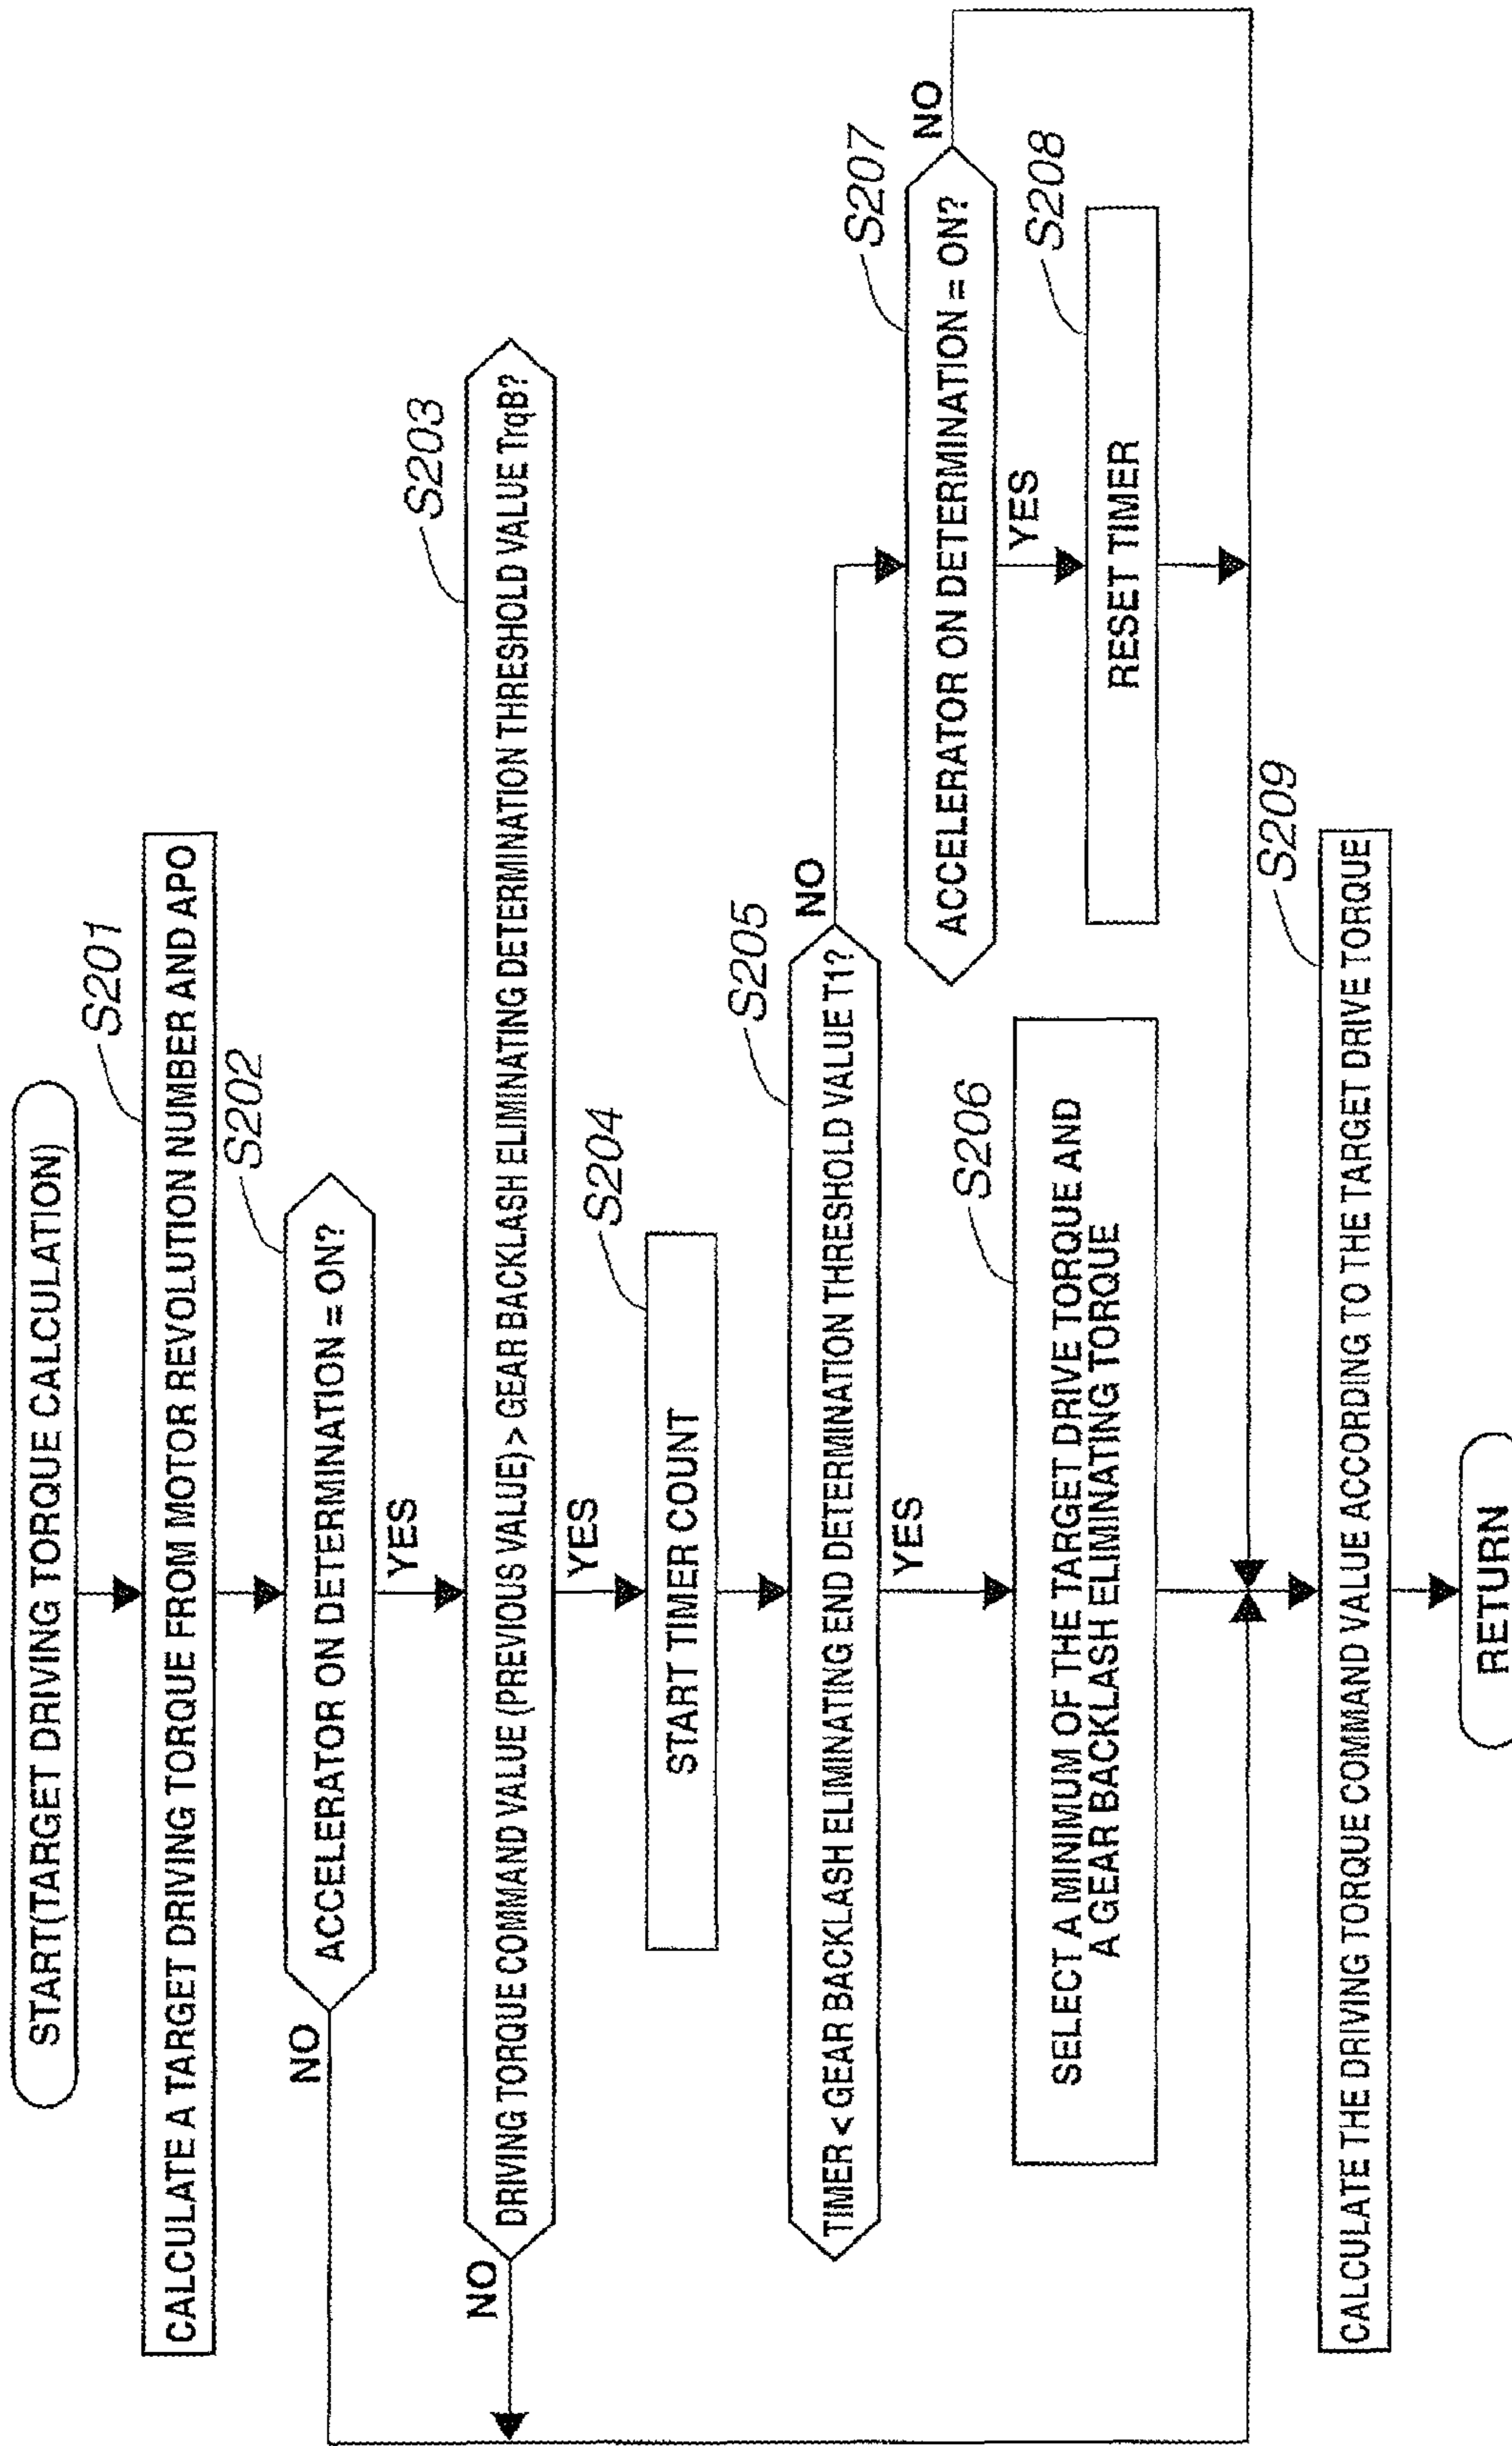 START(TARGET DRIVING TORQUE CALCULATION)
S201
CALCULATE A TARGET DRIVING TORQUE FROM MOTOR REVOLUTION NUMBER AND APO
S202
ACCELERATOR ON DETERMINATION = ON?
NO
YES
S203
DRIVING TORQUE COMMAND VALUE (PREVIOUS VALUE) > GEAR BACKLASH ELIMINATING DETERMINATION THRESHOLD VALUE TrqB?
NO
YES
S204
START TIMER COUNT
S205
TIMER < GEAR BACKLASH ELIMINATING END DETERMINATION THRESHOLD VALUE T1?
NO
YES
S206
SELECT A MINIMUM OF THE TARGET DRIVE TORQUE AND
A GEAR BACKLASH ELIMINATING TORQUE
S207
ACCELERATOR ON DETERMINATION = ON?
NO
YES
S208
RESET TIMER
S209
CALCULATE THE DRIVING TORQUE COMMAND VALUE ACCORDING TO THE TARGET DRIVE TORQUE
RETURN